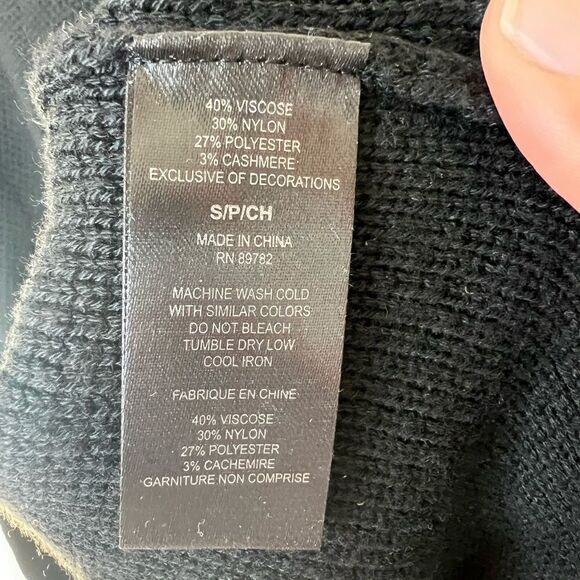 40% VISCOSE
30% NYLON
27% POLYESTER
3% CASHMERE
EXCLUSIVE OF DECORATIONS
S/P/CH
MADE IN CHINA
RN 89782
MACHINE WASH COLD
WITH SIMILAR COLORS
DO NOT BLEACH
TUMBLE DRY LOW
COOL IRON
FABRIQUE EN CHINE
40% VISCOSE
30% NYLON
27% POLYESTER
3% CACHEMIRE
GARNITURE NON COMPRISE